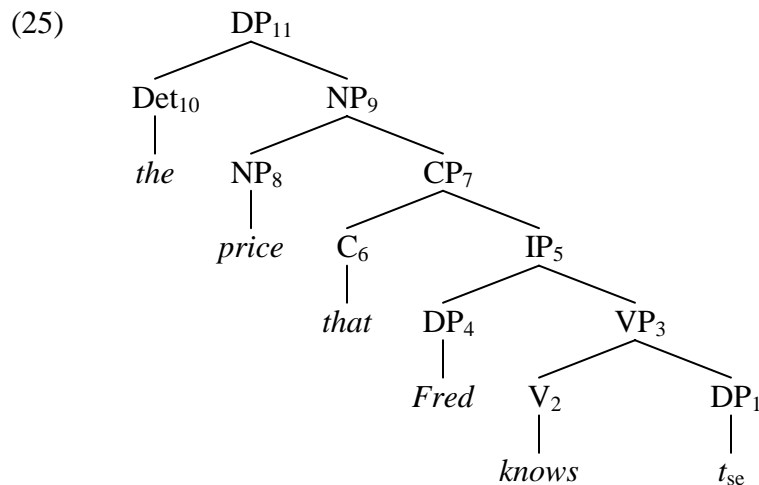 (25) DP₁₁
Det₁₀ NP₉
the NP₈ CP₇
price C₆ IP₅
that DP₄ VP₃
Fred V₂ DP₁
knows tse